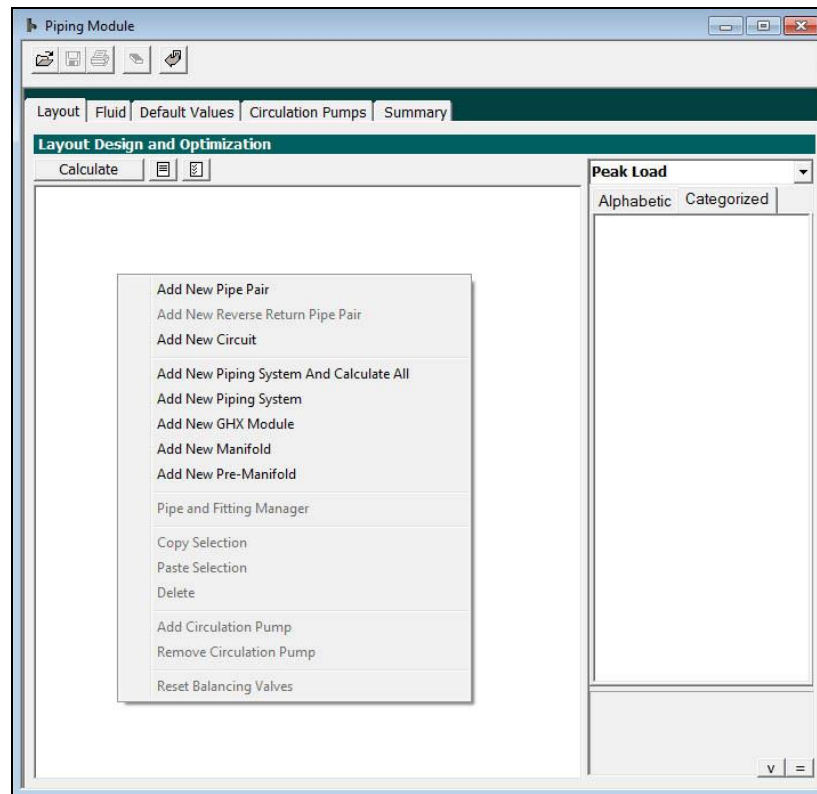 Piping Module
Layout Fluid Default Values Circulation Pumps Summary
Layout Design and Optimization
Calculate
Peak Load
Alphabetic Categorized
Add New Pipe Pair
Add New Reverse Return Pipe Pair
Add New Circuit
Add New Piping System And Calculate All
Add New Piping System
Add New GHX Module
Add New Manifold
Add New Pre-Manifold
Pipe and Fitting Manager
Copy Selection
Paste Selection
Delete
Add Circulation Pump
Remove Circulation Pump
Reset Balancing Valves
v =